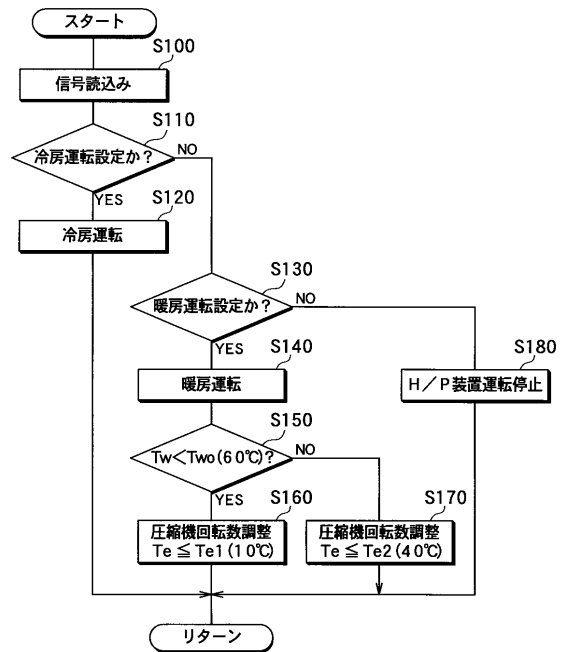 スタート
S100
信号読込み
S110
冷房運転設定か?
NO
YES
S120
冷房運転
S130
暖房運転設定か?
NO
YES
S140
暖房運転
S180
H/P装置運転停止
S150
Tw<Two(60℃)?
NO
YES
S160
圧縮機回転数調整
Te≦Te1(10℃)
S170
圧縮機回転数調整
Te≦Te2(40℃)
リターン